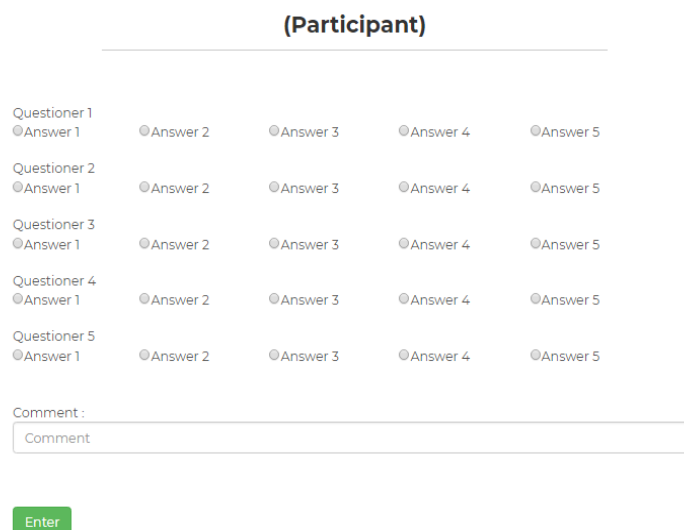 (Participant)
Questioner 1
Answer 1 Answer 2 Answer 3 Answer 4 Answer 5
Questioner 2
Answer 1 Answer 2 Answer 3 Answer 4 Answer 5
Questioner 3
Answer 1 Answer 2 Answer 3 Answer 4 Answer 5
Questioner 4
Answer 1 Answer 2 Answer 3 Answer 4 Answer 5
Questioner 5
Answer 1 Answer 2 Answer 3 Answer 4 Answer 5
Comment :
Comment
Enter